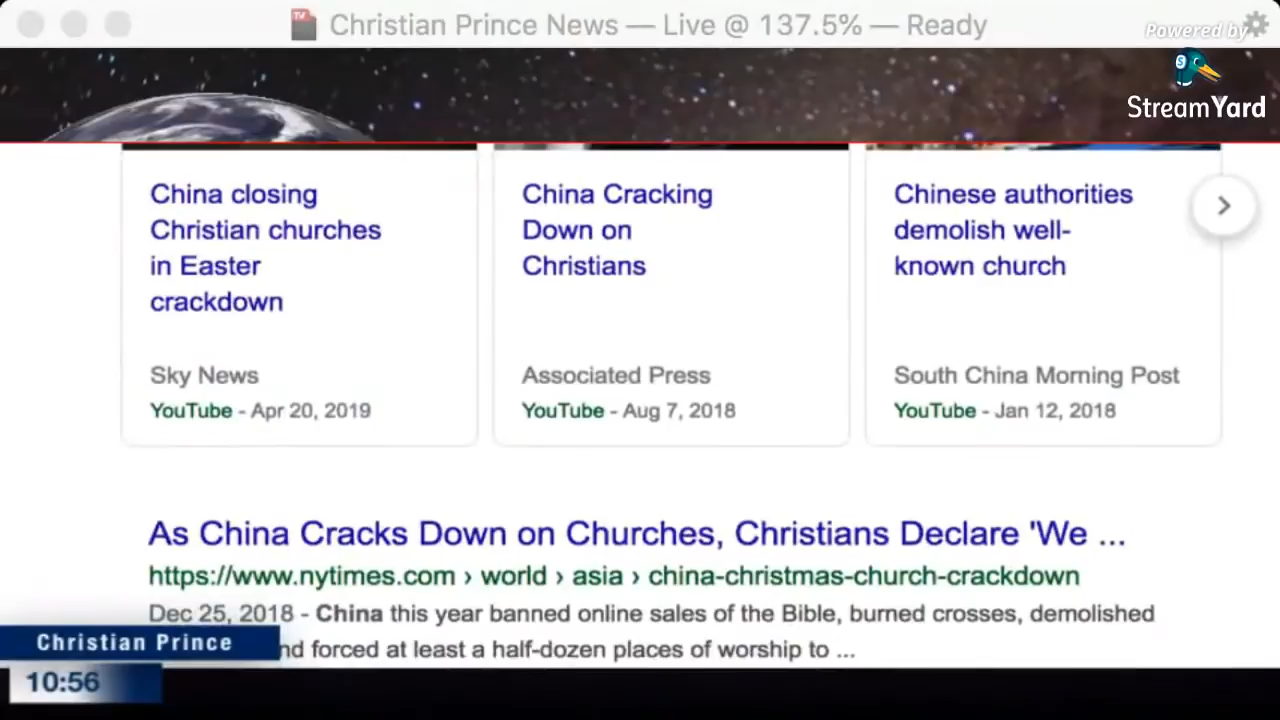 Christian Prince News — Live @ 137.5% — Ready
Powered by
StreamYard
China closing
Christian churches
in Easter
crackdown
Sky News
YouTube - Apr 20, 2019
China Cracking
Down on
Christians
Associated Press
YouTube - Aug 7, 2018
Chinese authorities
demolish well-
known church
South China Morning Post
YouTube - Jan 12, 2018
As China Cracks Down on Churches, Christians Declare 'We ...
https://www.nytimes.com › world › asia › china-christmas-church-crackdown
Dec 25, 2018 - China this year banned online sales of the Bible, burned crosses, demolished
forced at least a half-dozen places of worship to ...
Christian Prince
10:56